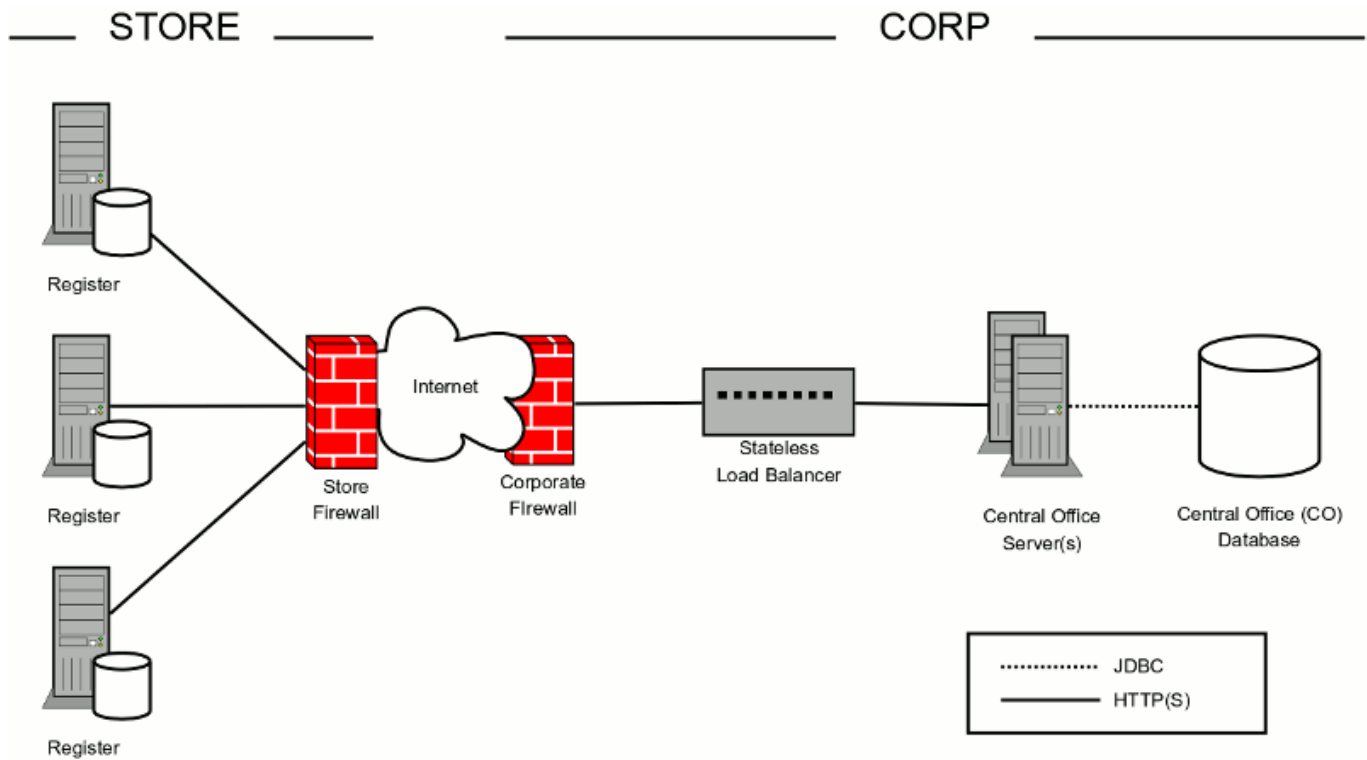 STORE
CORP
Register
Register
Register
Store
Firewall
Internet
Corporate
FIrewall
Stateless
Load Balancer
Central Office
Server(s)
Central Office (CO)
Database
JDBC
HTTP(S)